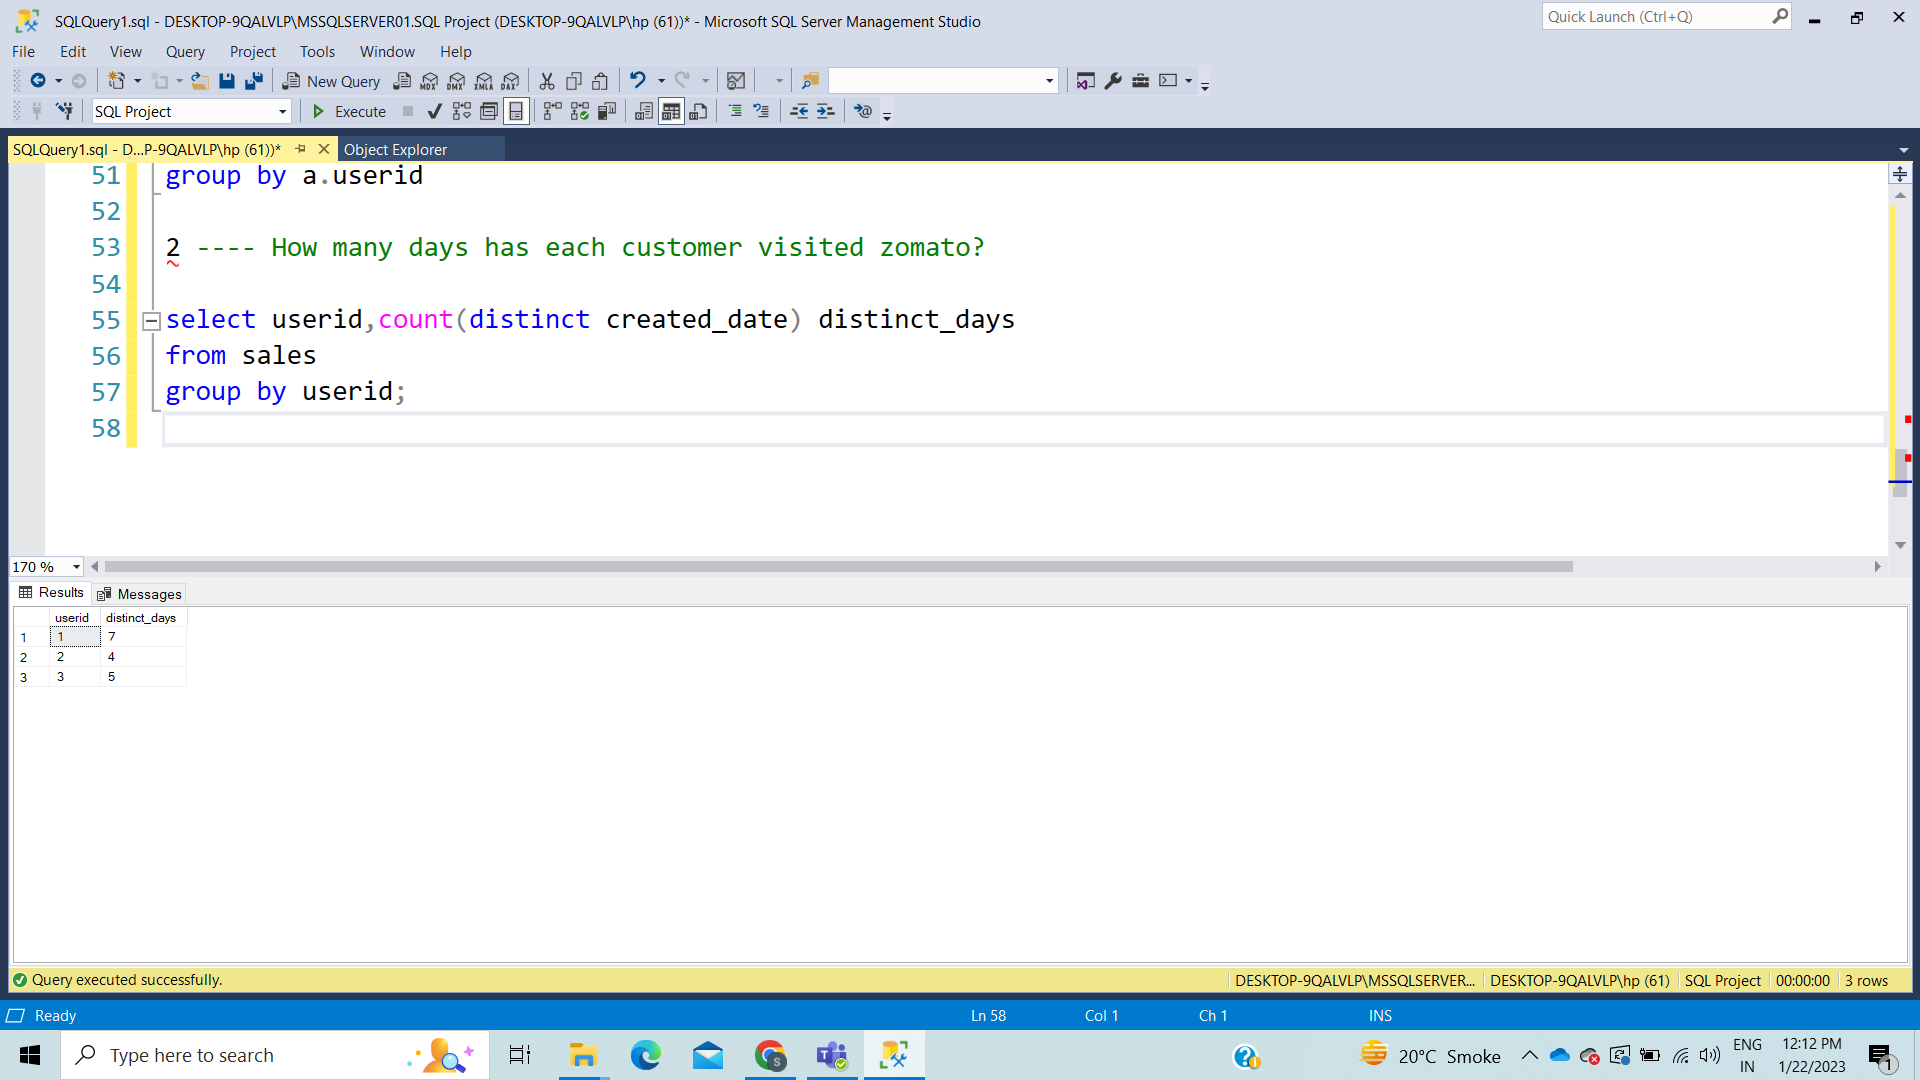 SQLQuery1.sql - DESKTOP-9QALVLP\MSSQLSERVER01.SQL Project (DESKTOP-9QALVLP\hp (61))* - Microsoft SQL Server Management Studio
Quick Launch (Ctrl+Q)
File Edit View Query Project Tools Window Help
New Query MDX DMX XMLA DAX
SQL Project Execute
SQLQuery1.sql - D...P-9QALVLP\hp (61))* Object Explorer
51 group by a.userid
52
53 2 ---- How many days has each customer visited zomato?
54
55 select userid,count(distinct created_date) distinct_days
56 from sales
57 group by userid;
58
170 %
Results Messages
userid distinct_days
1 1 7
2 2 4
3 3 5
Query executed successfully. DESKTOP-9QALVLP\MSSQLSERVER... DESKTOP-9QALVLP\hp (61) SQL Project 00:00:00 3 rows
Ready Ln 58 Col 1 Ch 1 INS
Type here to search
20°C Smoke
ENG
IN
12:12 PM
1/22/2023
1